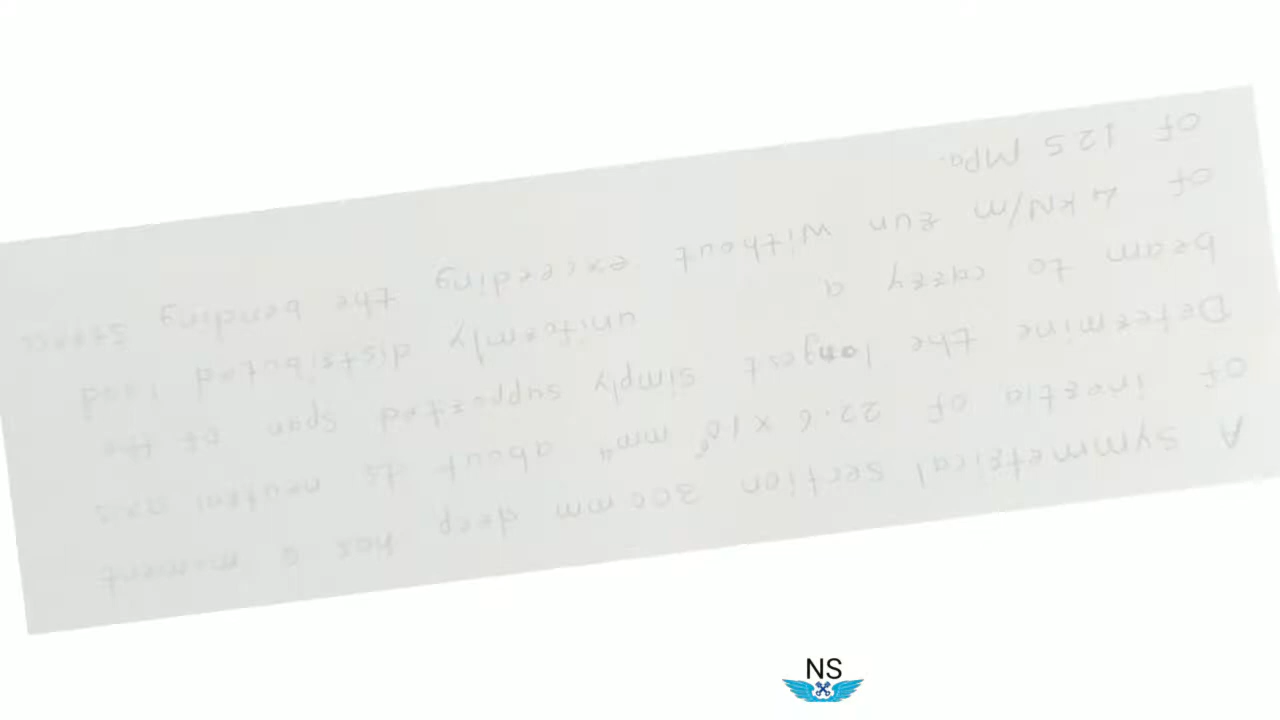 A symmetrical section 300 mm deep has a moment
of inertia of 22.6 x 10⁶ mm⁴ about its neutral axis
Determine the longest simply supported span of the
beam to carry a uniformly distributed load
of 4 kN/m run without exceeding the bending stress
of 125 MPa.
NS